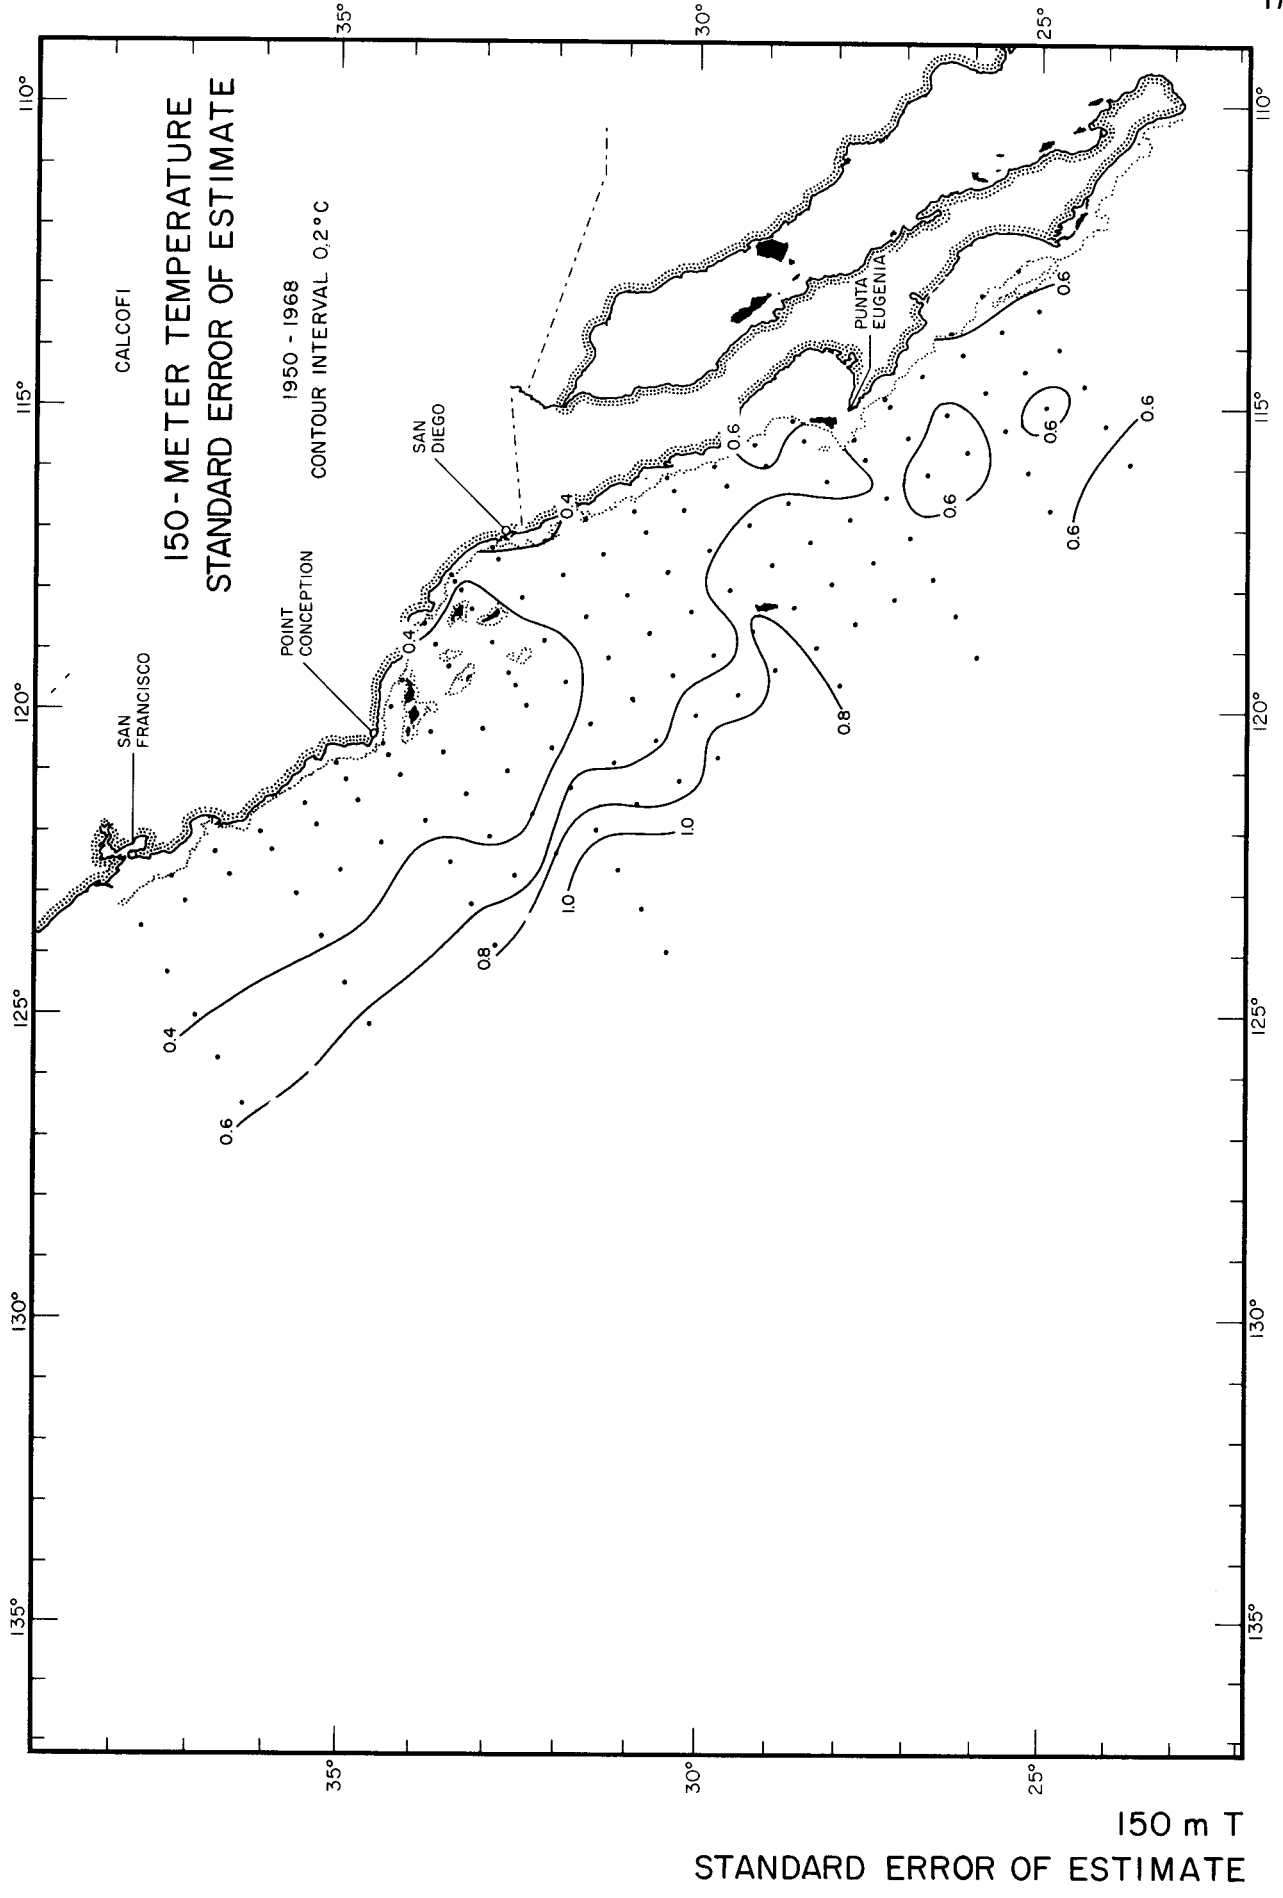 CALCOFI
150-METER TEMPERATURE
STANDARD ERROR OF ESTIMATE
1950 - 1968
CONTOUR INTERVAL 0.2°C
SAN
FRANCISCO
POINT
CONCEPTION
SAN
DIEGO
PUNTA
EUGENIA
135°
130°
125°
120°
115°
110°
35°
30°
25°
35°
30°
25°
135°
130°
125°
120°
115°
110°
0.4
0.6
0.8
1.0
1.0
0.4
0.4
0.6
0.8
0.6
0.6
0.6
0.6
0.6
150 m T
STANDARD ERROR OF ESTIMATE